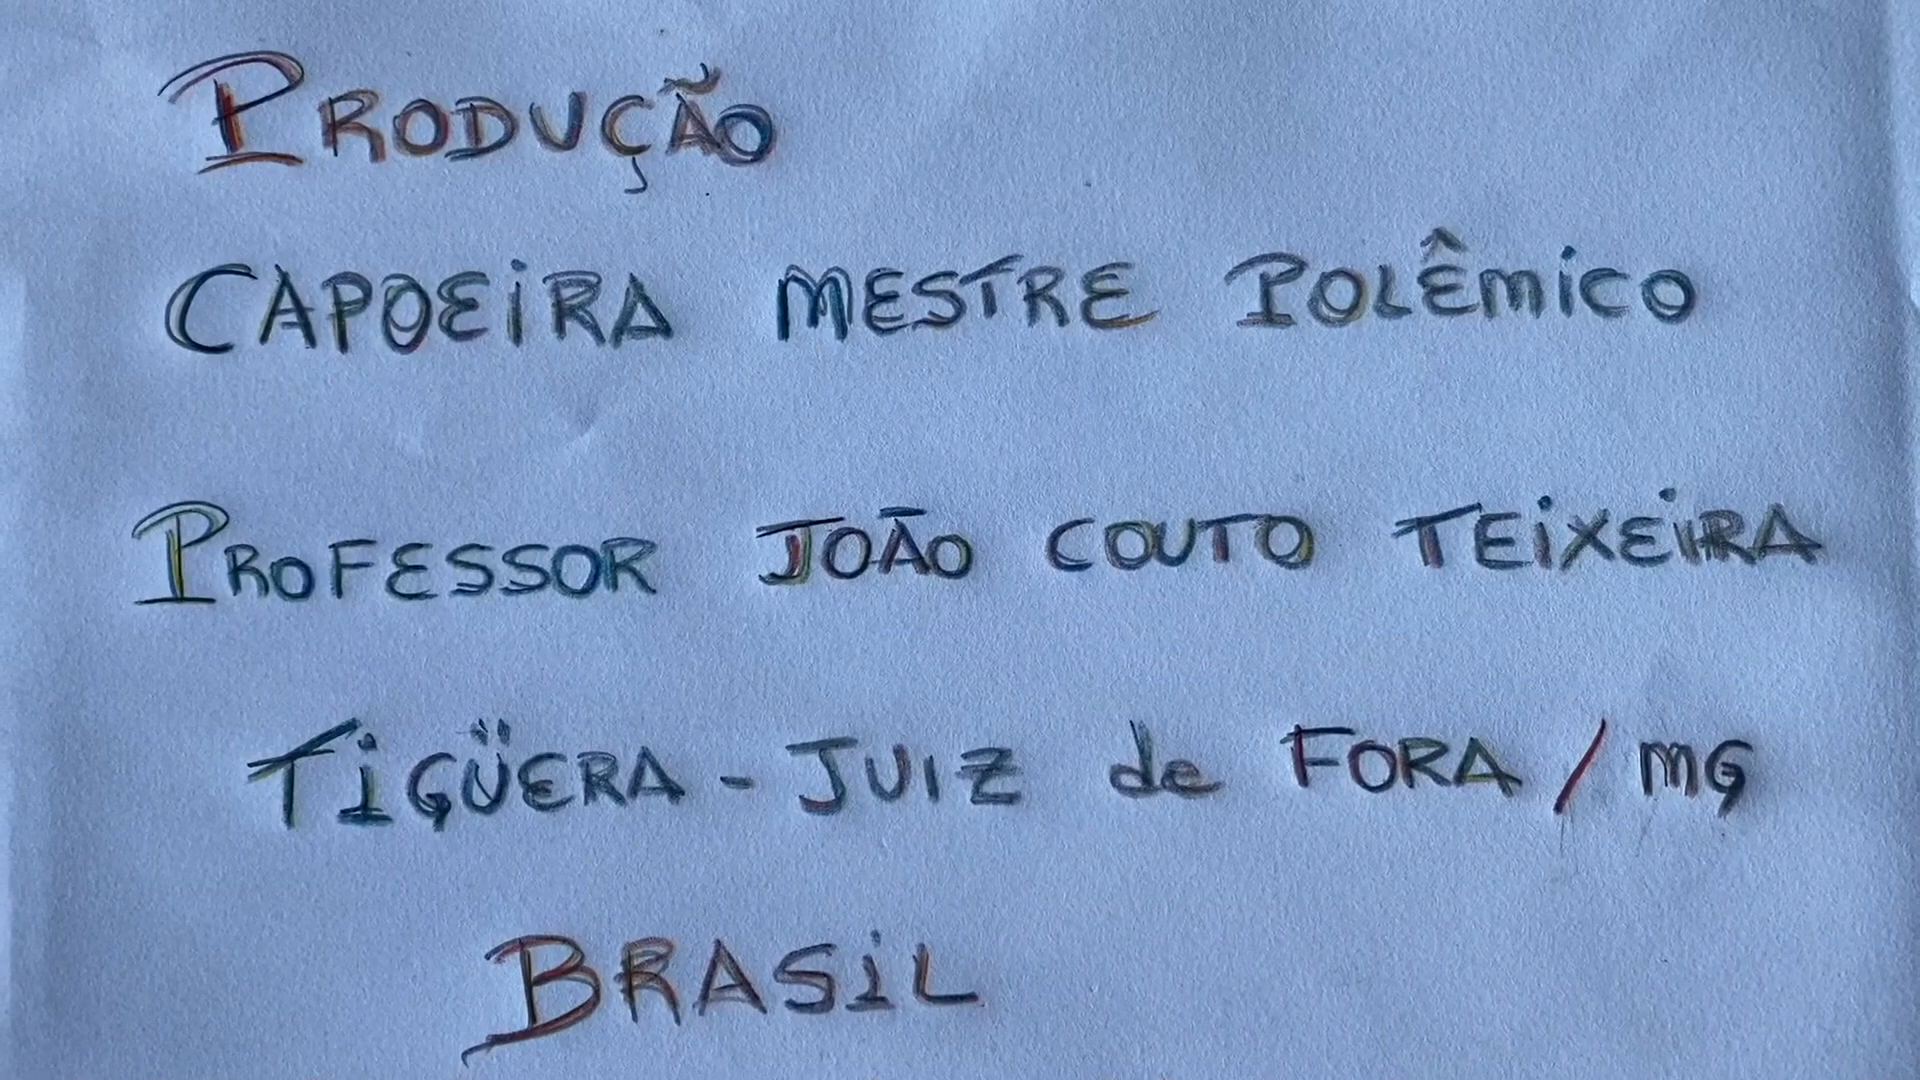 PRODUÇÃO
CAPOEiRA MESTRE POLÊMiCO
PROFESSOR JOÃO COUTO TEiXEiRA
TiGÜERA - JUIZ de FORA / MG
BRASiL